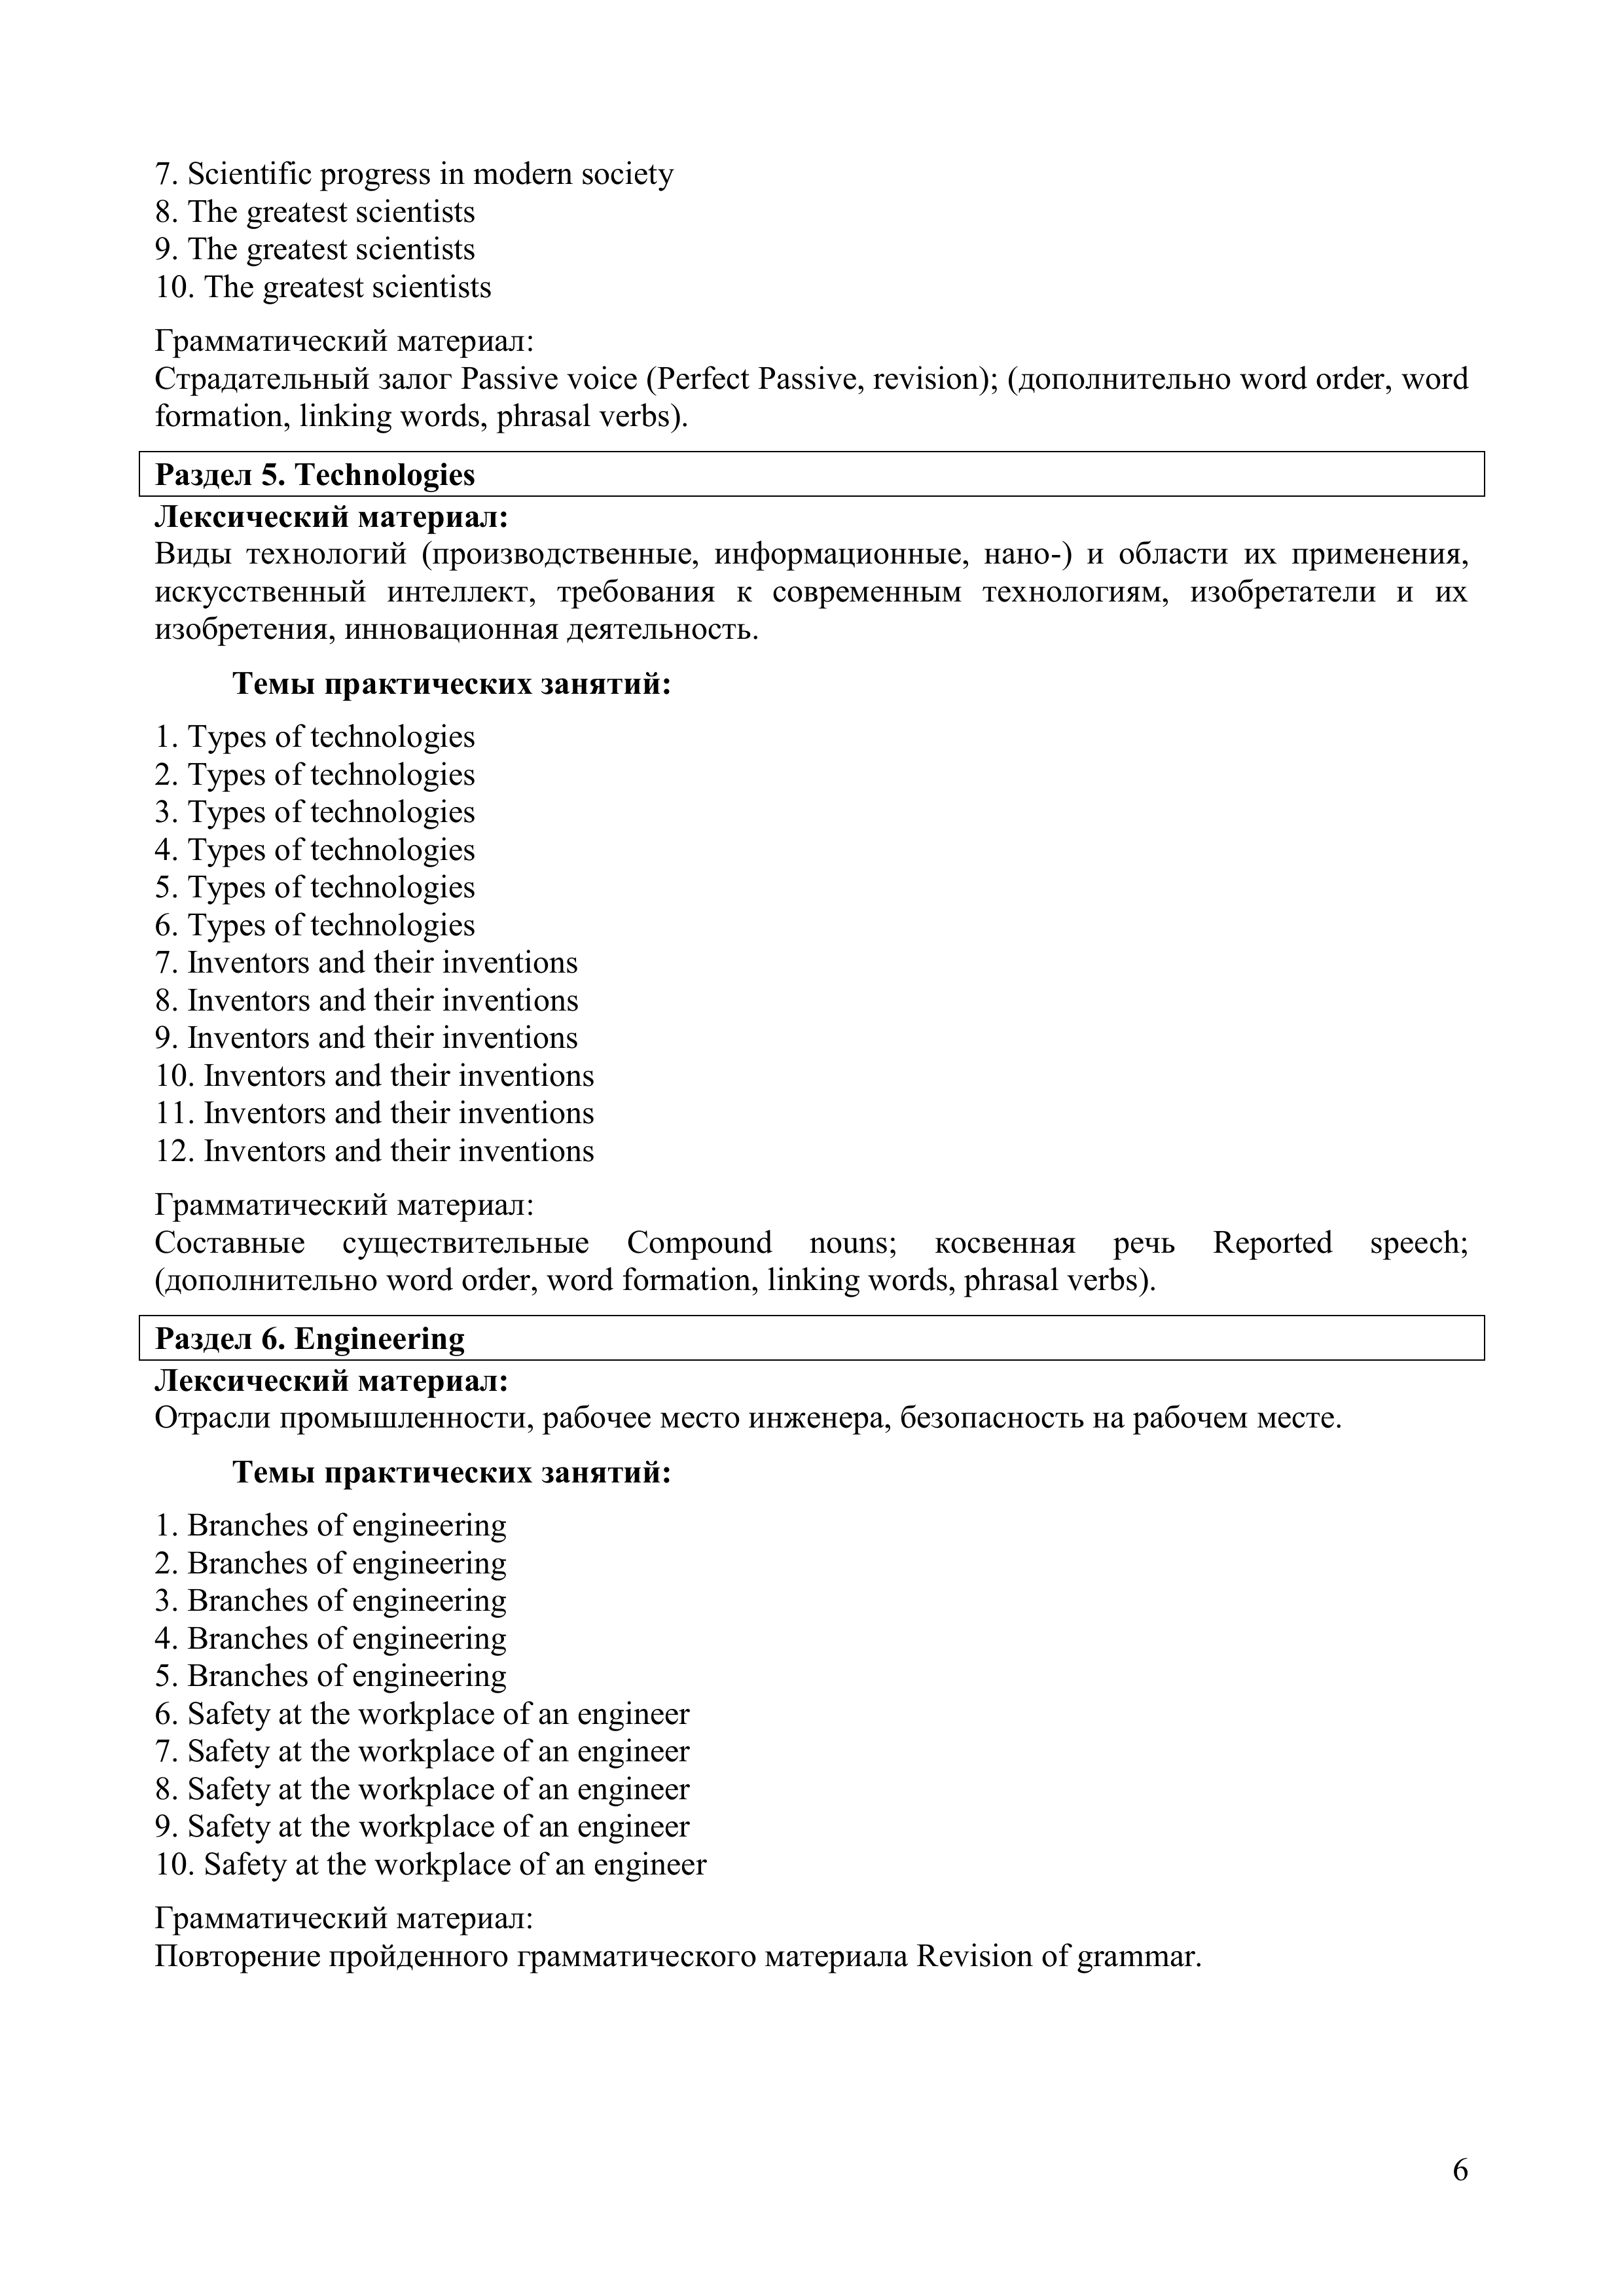 7. Scientific progress in modern society
8. The greatest scientists
9. The greatest scientists
10. The greatest scientists
Грамматический материал:
Страдательный залог Passive voice (Perfect Passive, revision); (дополнительно word order, word
formation, linking words, phrasal verbs).
Раздел 5. Technologies
Лексический материал:
Виды технологий (производственные, информационные, нано-) и области их применения,
искусственный интеллект, требования к современным технологиям, изобретатели и их
изобретения, инновационная деятельность.
Темы практических занятий:
1. Types of technologies
2. Types of technologies
3. Types of technologies
4. Types of technologies
5. Types of technologies
6. Types of technologies
7. Inventors and their inventions
8. Inventors and their inventions
9. Inventors and their inventions
10. Inventors and their inventions
11. Inventors and their inventions
12. Inventors and their inventions
Грамматический материал:
Составные существительные Compound nouns; косвенная речь Reported speech;
(дополнительно word order, word formation, linking words, phrasal verbs).
Раздел 6. Engineering
Лексический материал:
Отрасли промышленности, рабочее место инженера, безопасность на рабочем месте.
Темы практических занятий:
1. Branches of engineering
2. Branches of engineering
3. Branches of engineering
4. Branches of engineering
5. Branches of engineering
6. Safety at the workplace of an engineer
7. Safety at the workplace of an engineer
8. Safety at the workplace of an engineer
9. Safety at the workplace of an engineer
10. Safety at the workplace of an engineer
Грамматический материал:
Повторение пройденного грамматического материала Revision of grammar.
6